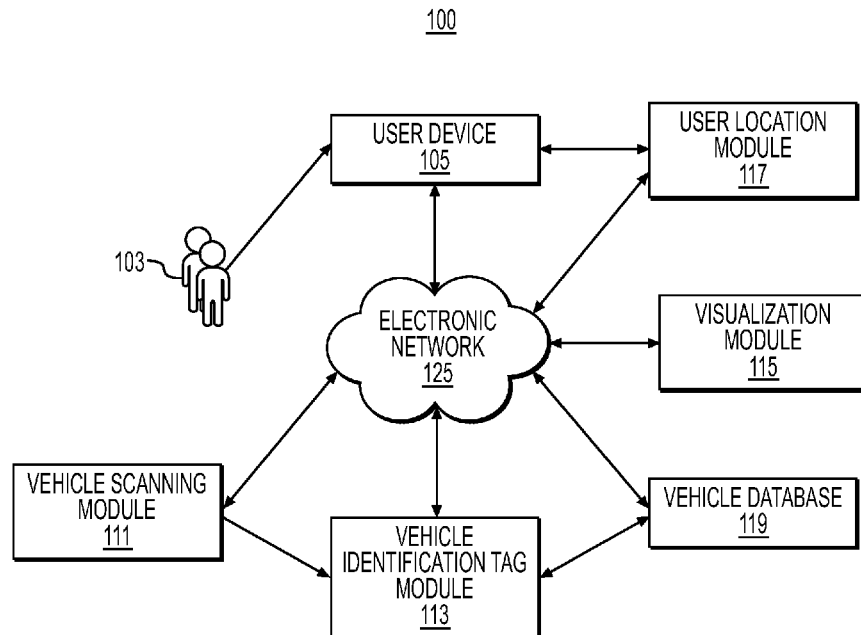 100
USER DEVICE
105
USER LOCATION
MODULE
117
103
ELECTRONIC
NETWORK
125
VISUALIZATION
MODULE
115
VEHICLE SCANNING
MODULE
111
VEHICLE
IDENTIFICATION TAG
MODULE
113
VEHICLE DATABASE
119